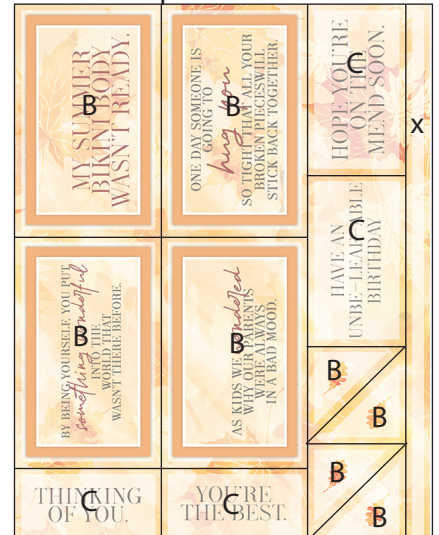 MY SUMMER
BIKINI BODY
WASN'T READY.
B
ONE DAY SOMEONE IS
GOING TO
hug you
SO TIGHT THAT ALL YOUR
BROKEN PIECES WILL
STICK BACK TOGETHER.
B
HOPE YOU'RE
ON THE
MEND SOON.
C
X
HAVE AN
UNBE-LEAF-ABLE
BIRTHDAY
C
BY BEING YOURSELF YOU PUT
something wonderful
INTO THE
WORLD THAT
WASN'T THERE BEFORE.
B
AS KIDS WE wondered
WHY OUR PARENTS
WERE ALWAYS
IN A BAD MOOD.
B
B
B
B
B
THINKING
OF YOU.
C
YOU'RE
THE BEST.
C